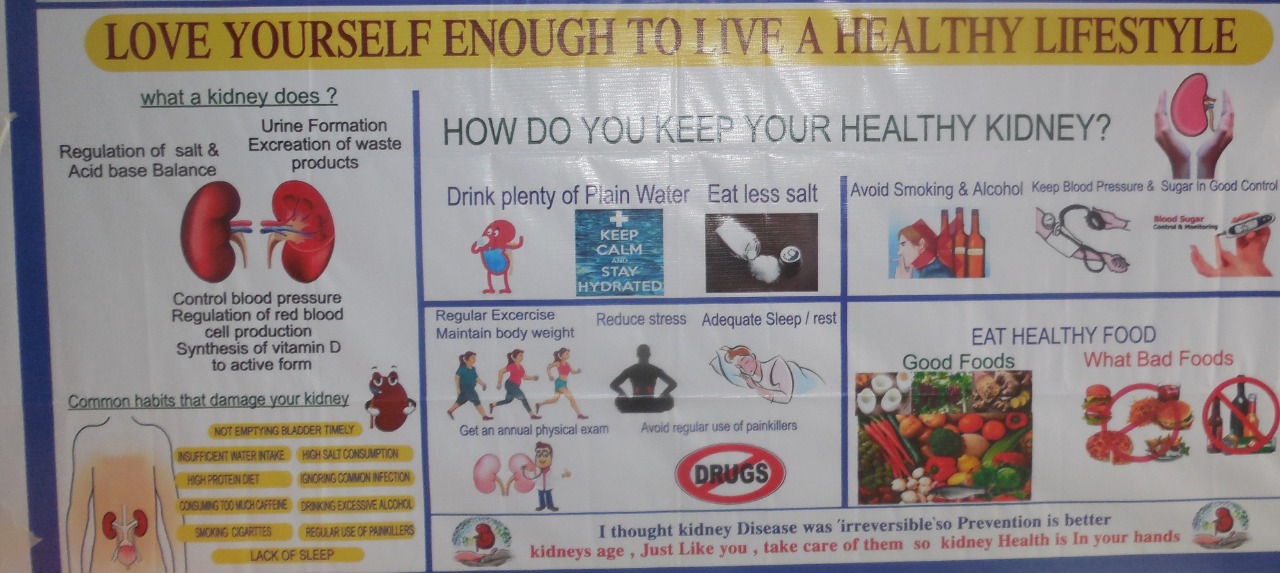 LOVE YOURSELF ENOUGH TO LIVE A HEALTHY LIFESTYLE
what a kidney does ?
Regulation of salt &
Acid base Balance
Urine Formation
Excreation of waste
products
Control blood pressure
Regulation of red blood
cell production
Synthesis of vitamin D
to active form
Common habits that damage your kidney
NOT EMPTYING BLADDER TIMELY
INSUFFICIENT WATER INTAKE
HIGH SALT CONSUMPTION
HIGH PROTEIN DIET
IGNORING COMMON INFECTION
CONSUMING TOO MUCH CAFFEINE
DRINKING EXCESSIVE ALCOHOL
SMOKING CIGARTTES
REGULAR USE OF PAINKILLERS
LACK OF SLEEP
HOW DO YOU KEEP YOUR HEALTHY KIDNEY?
Drink plenty of Plain Water
KEEP
CALM
AND
STAY
HYDRATED
Eat less salt
Avoid Smoking & Alcohol
Keep Blood Pressure & Sugar In Good Control
Blood Sugar
Control & Monitoring
Regular Excercise
Maintain body weight
Reduce stress
Adequate Sleep / rest
Get an annual physical exam
Avoid regular use of painkillers
DRUGS
EAT HEALTHY FOOD
Good Foods
What Bad Foods
I thought kidney Disease was 'irreversible'so Prevention is better
kidneys age , Just Like you , take care of them so kidney Health is In your hands